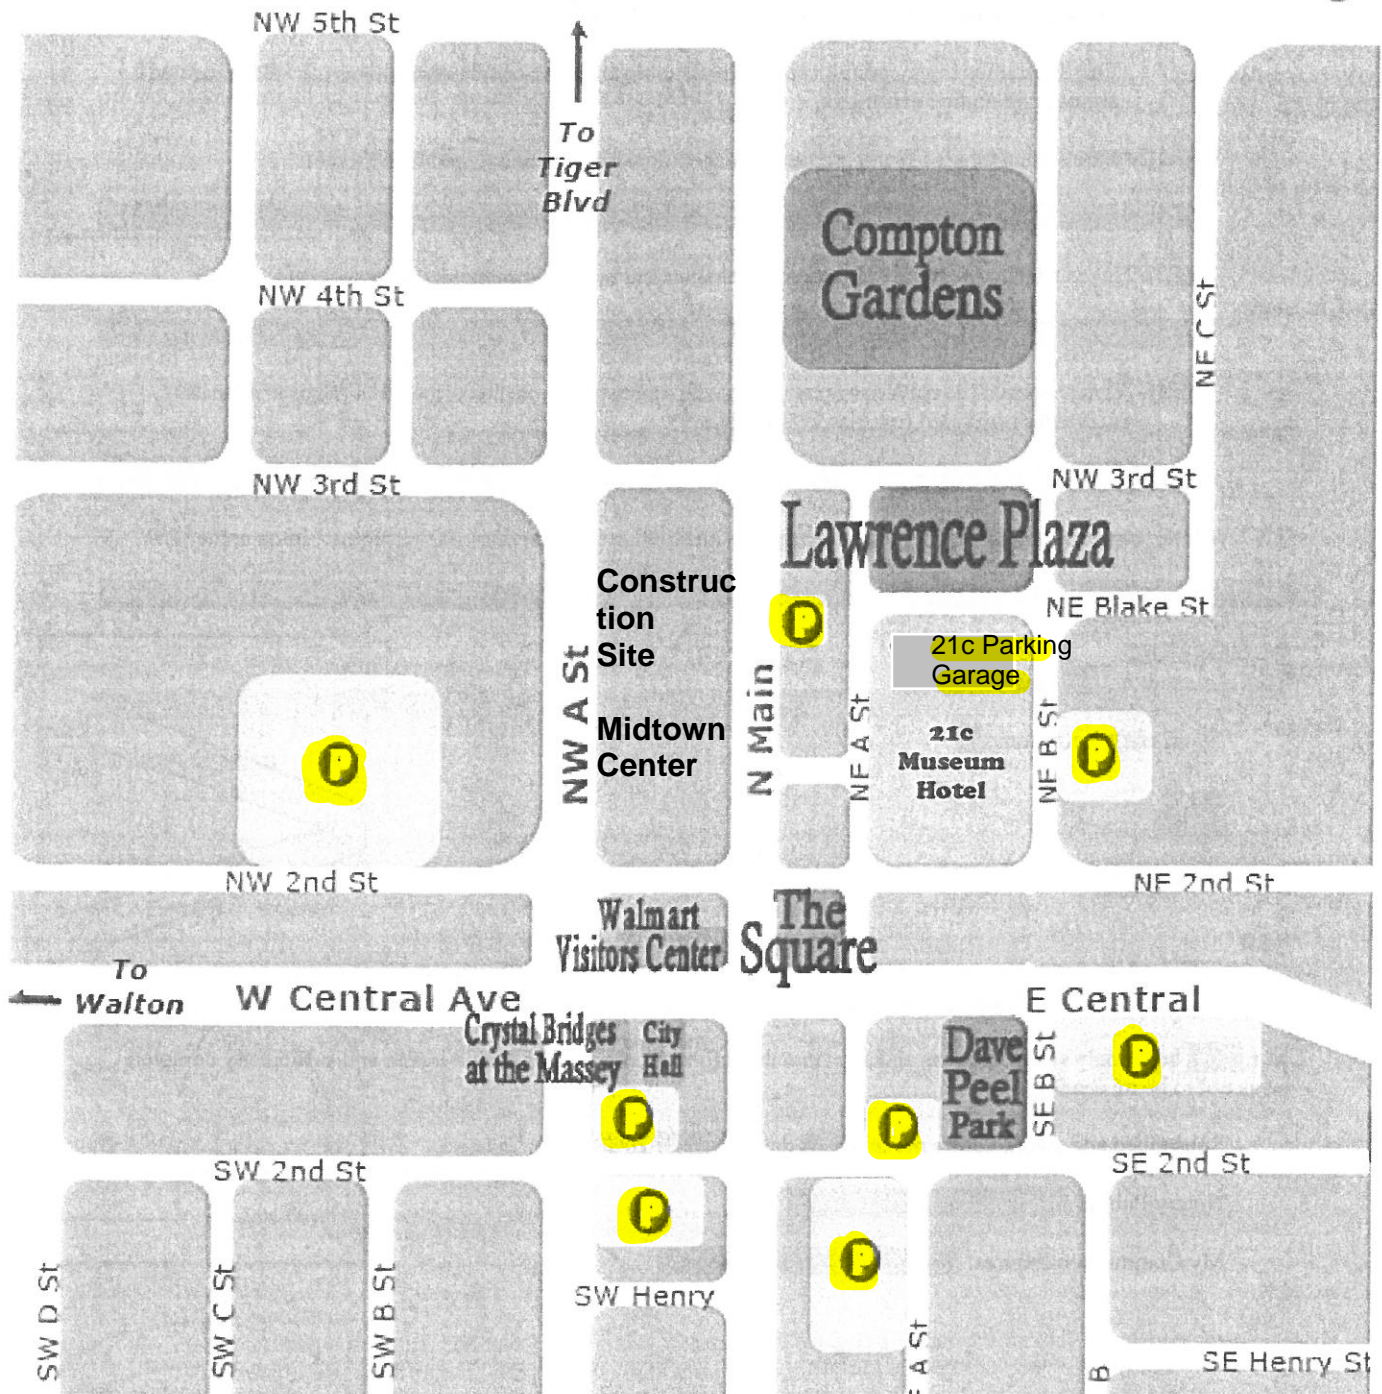 NW 5th St
To
Tiger
Blvd
Compton
Gardens
NW 4th St
NE C St
NW 3rd St
NW 3rd St
Lawrence Plaza
Construc
tion
Site
P
NE Blake St
21c Parking
Garage
NW A St
N Main
NE A St
NE B St
Midtown
Center
21c
Museum
Hotel
P
P
NW 2nd St
NE 2nd St
Walmart
Visitors Center
The
Square
To
Walton
W Central Ave
E Central
Crystal Bridges
at the Massey
City
Hall
Dave
Peel
Park
SE B St
P
P
P
SW 2nd St
SE 2nd St
P
P
SW D St
SW C St
SW B St
SW Henry
A St
B
SE Henry St